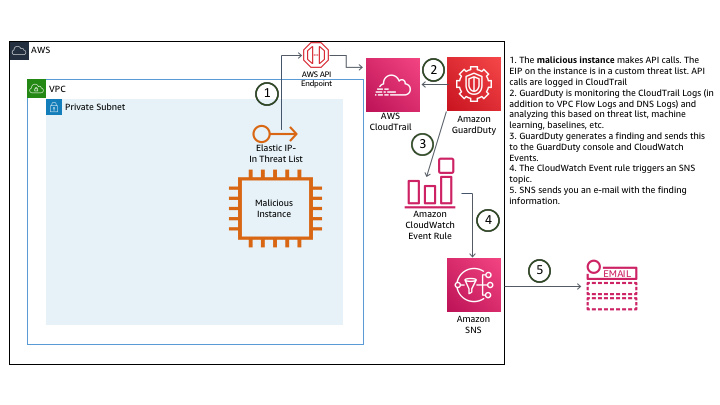 AWS
AWS API
Endpoint
VPC
Private Subnet
1
Elastic IP-
In Threat List
Malicious
Instance
AWS
CloudTrail
2
Amazon
GuardDuty
3
Amazon
CloudWatch
Event Rule
4
Amazon
SNS
5
EMAIL
1. The malicious instance makes API calls. The
EIP on the instance is in a custom threat list. API
calls are logged in CloudTrail
2. GuardDuty is monitoring the CloudTrail Logs (in
addition to VPC Flow Logs and DNS Logs) and
analyzing this based on threat list, machine
learning, baselines, etc.
3. GuardDuty generates a finding and sends this
to the GuardDuty console and CloudWatch
Events.
4. The CloudWatch Event rule triggers an SNS
topic.
5. SNS sends you an e-mail with the finding
information.